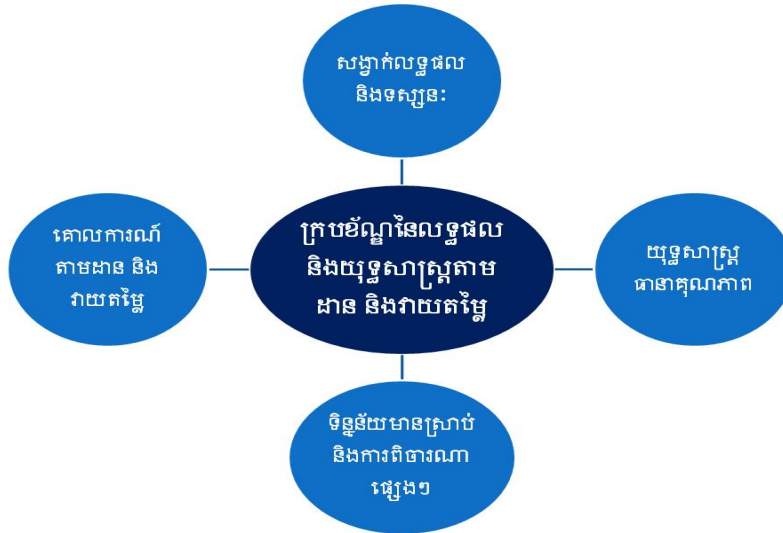 សង្វាក់លទ្ធផល
និងទស្សនៈ
គោលការណ៍
តាមដាន និង
វាយតម្លៃ
ក្របខ័ណ្ឌនៃលទ្ធផល
និងយុទ្ធសាស្ត្រតាម
ដាន និងវាយតម្លៃ
យុទ្ធសាស្ត្រ
ធានាគុណភាព
ទិន្នន័យមានស្រាប់
និងការពិចារណា
ផ្សេងៗ